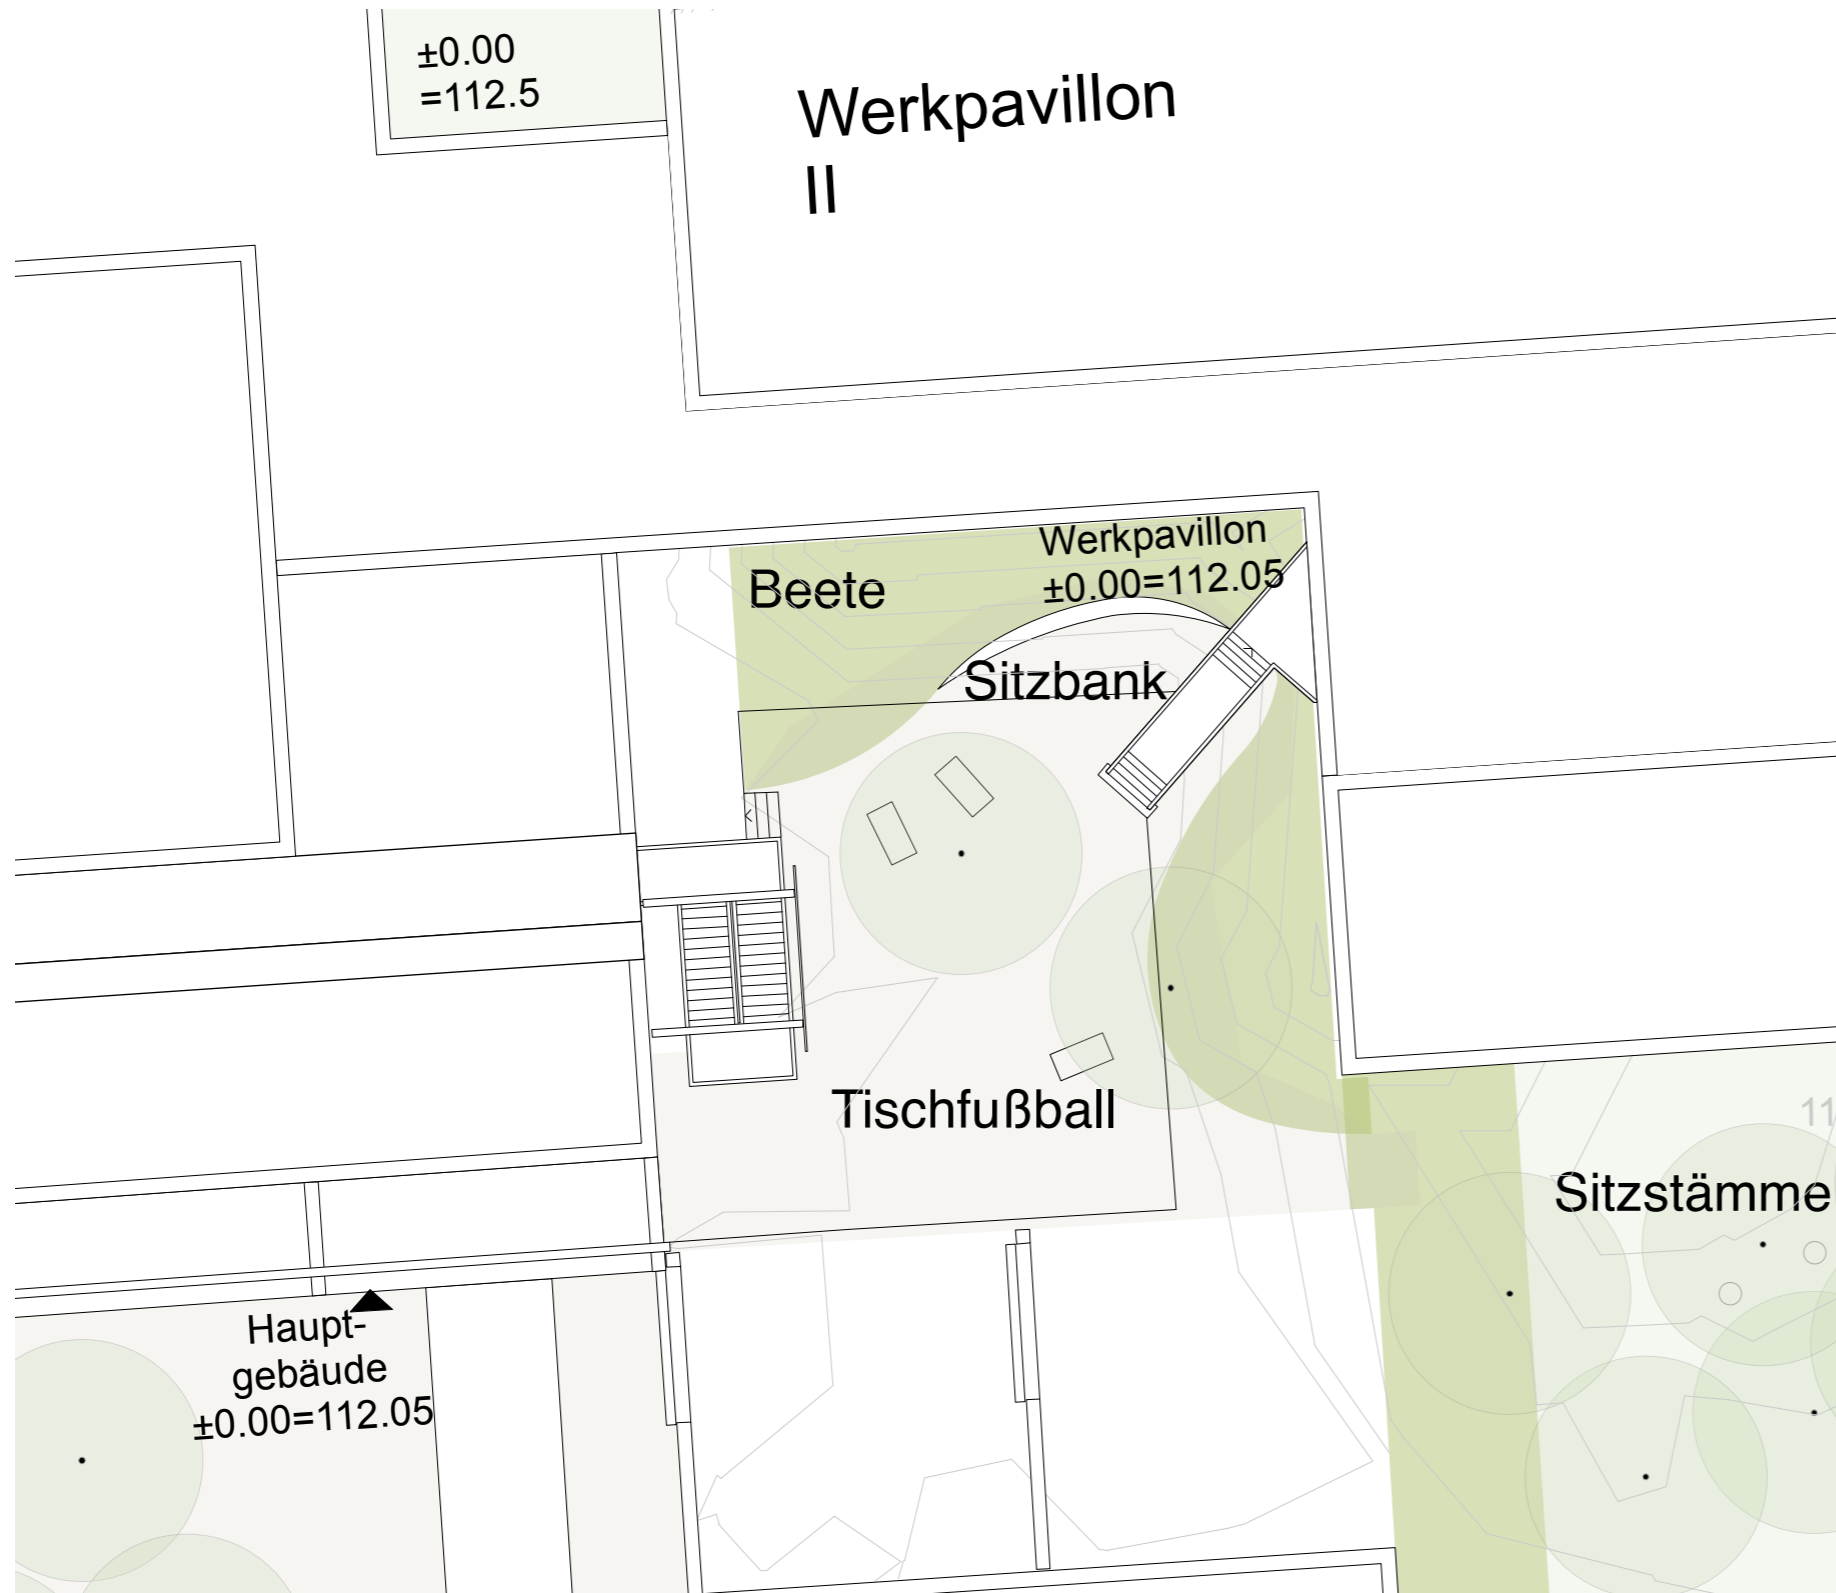 ±0.00
=112.5
Werkpavillon
II
Werkpavillon
±0.00=112.05
Beete
Sitzbank
Tischfußball
11
Sitzstämme
Haupt-
gebäude
±0.00=112.05